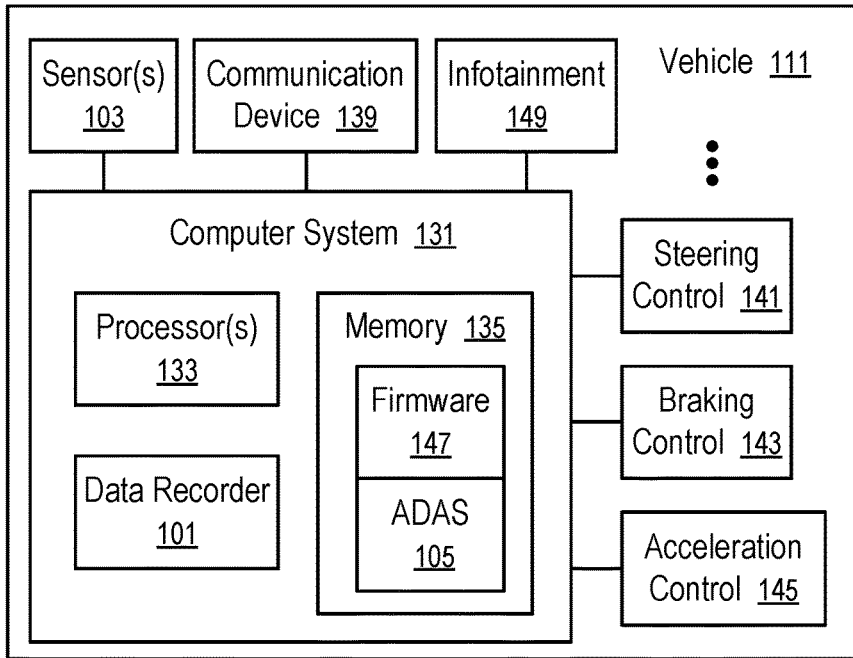 Sensor(s)
103
Communication
Device 139
Infotainment
149
Vehicle 111
Computer System 131
Processor(s)
133
Data Recorder
101
Memory 135
Firmware
147
ADAS
105
Steering
Control 141
Braking
Control 143
Acceleration
Control 145